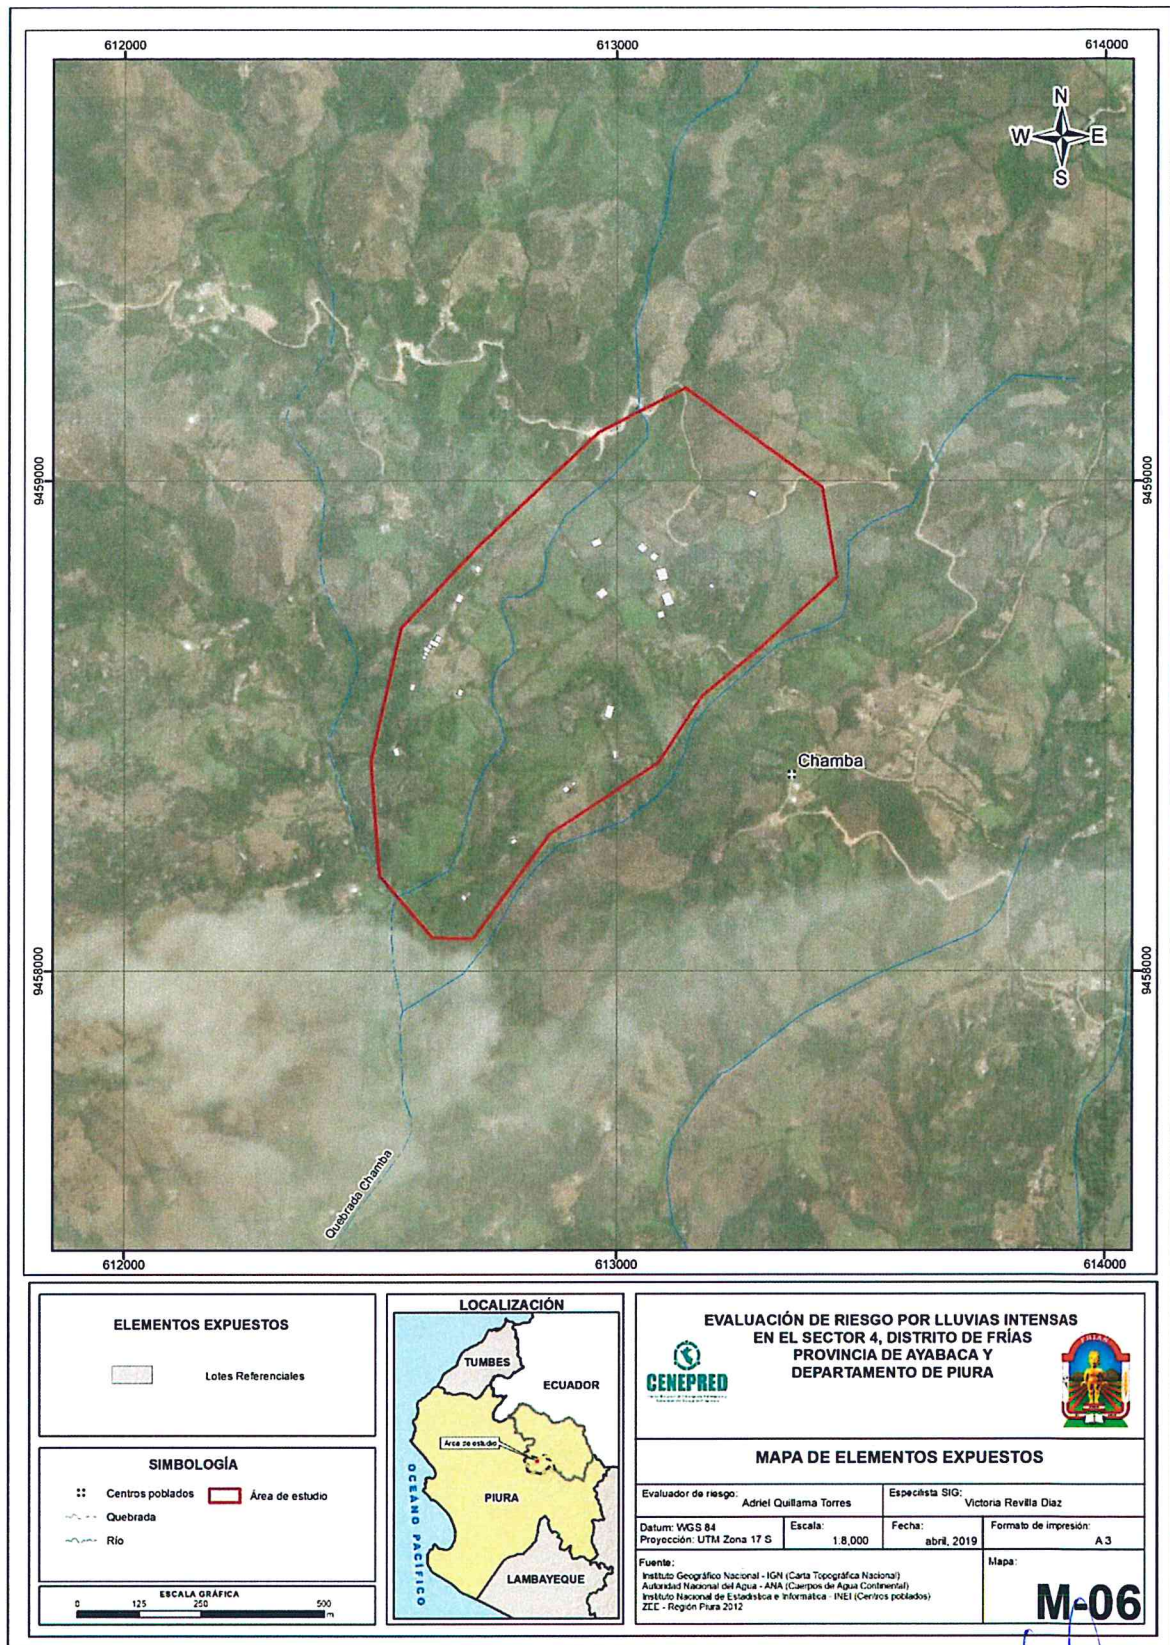 612000
613000
614000
N
W
E
S
9459000
9459000
Chamba
9458000
9458000
Quebrada Chamba
612000
613000
614000
ELEMENTOS EXPUESTOS
Lotes Referenciales
SIMBOLOGÍA
Centros poblados
Área de estudio
Quebrada
Río
ESCALA GRÁFICA
0 125 250 500
m
LOCALIZACIÓN
TUMBES
ECUADOR
Área de estudio
PIURA
OCEANO PACÍFICO
LAMBAYEQUE
EVALUACIÓN DE RIESGO POR LLUVIAS INTENSAS
EN EL SECTOR 4, DISTRITO DE FRÍAS
PROVINCIA DE AYABACA Y
DEPARTAMENTO DE PIURA
CENEPRED
FRIAS
MAPA DE ELEMENTOS EXPUESTOS
Evaluador de riesgo:
Adriel Quillama Torres
Especilista SIG:
Victoria Revilla Diaz
Datum: WGS 84
Proyección: UTM Zona 17 S
Escala:
1:8,000
Fecha:
abril, 2019
Formato de impresión:
A 3
Fuente:
Instituto Geográfico Nacional - IGN (Carta Topográfica Nacional)
Autoridad Nacional del Agua - ANA (Cuerpos de Agua Continental)
Instituto Nacional de Estadística e Informática - INEI (Centros poblados)
ZEE - Región Piura 2012
Mapa:
M-06